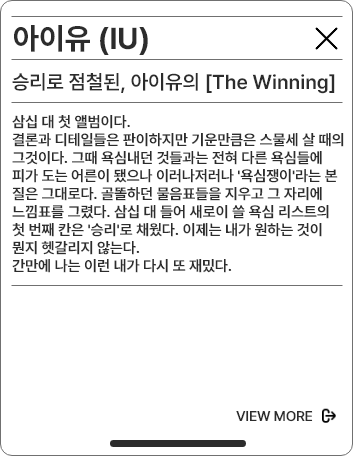 아이유 (IU)
승리로 점철된, 아이유의 [The Winning]
삼십 대 첫 앨범이다.
결론과 디테일들은 판이하지만 기운만큼은 스물세 살 때의
그것이다. 그때 욕심내던 것들과는 전혀 다른 욕심들에
피가 도는 어른이 됐으나 이러나저러나 '욕심쟁이'라는 본
질은 그대로다. 골똘하던 물음표들을 지우고 그 자리에
느낌표를 그렸다. 삼십 대 들어 새로이 쓸 욕심 리스트의
첫 번째 칸은 '승리'로 채웠다. 이제는 내가 원하는 것이
뭔지 헷갈리지 않는다.
간만에 나는 이런 내가 다시 또 재밌다.
VIEW MORE